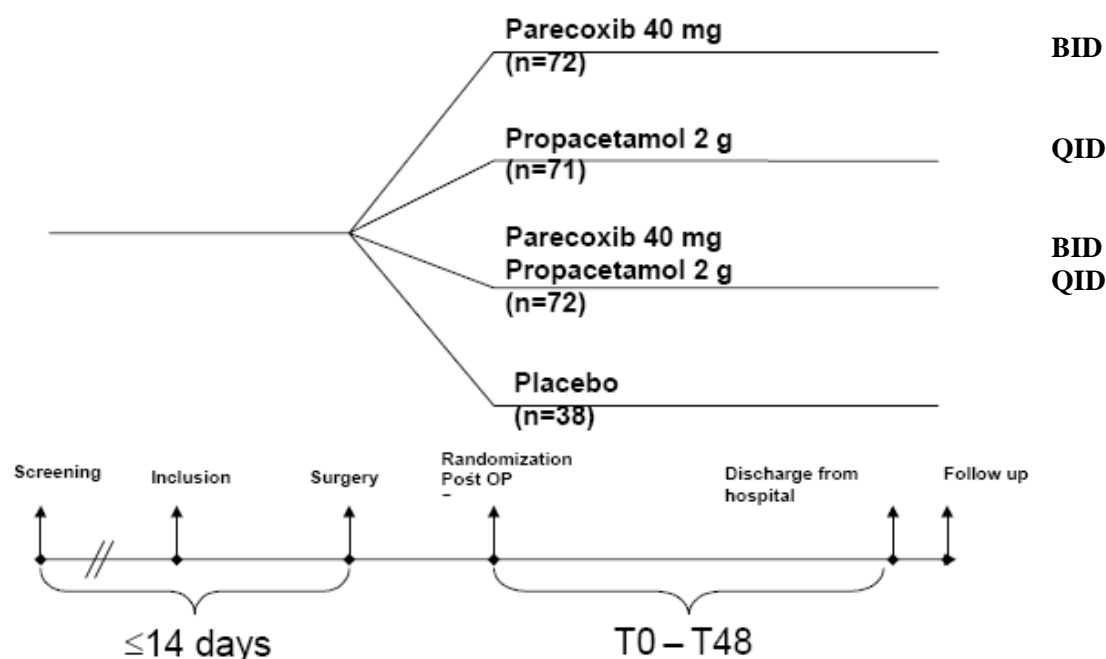 Parecoxib 40 mg
(n=72)
BID
Propacetamol 2 g
(n=71)
QID
Parecoxib 40 mg
BID
Propacetamol 2 g
QID
(n=72)
Placebo
(n=38)
Screening
Inclusion
Surgery
Randomization
Post OP
Discharge from
hospital
Follow up
≤14 days
T0 – T48